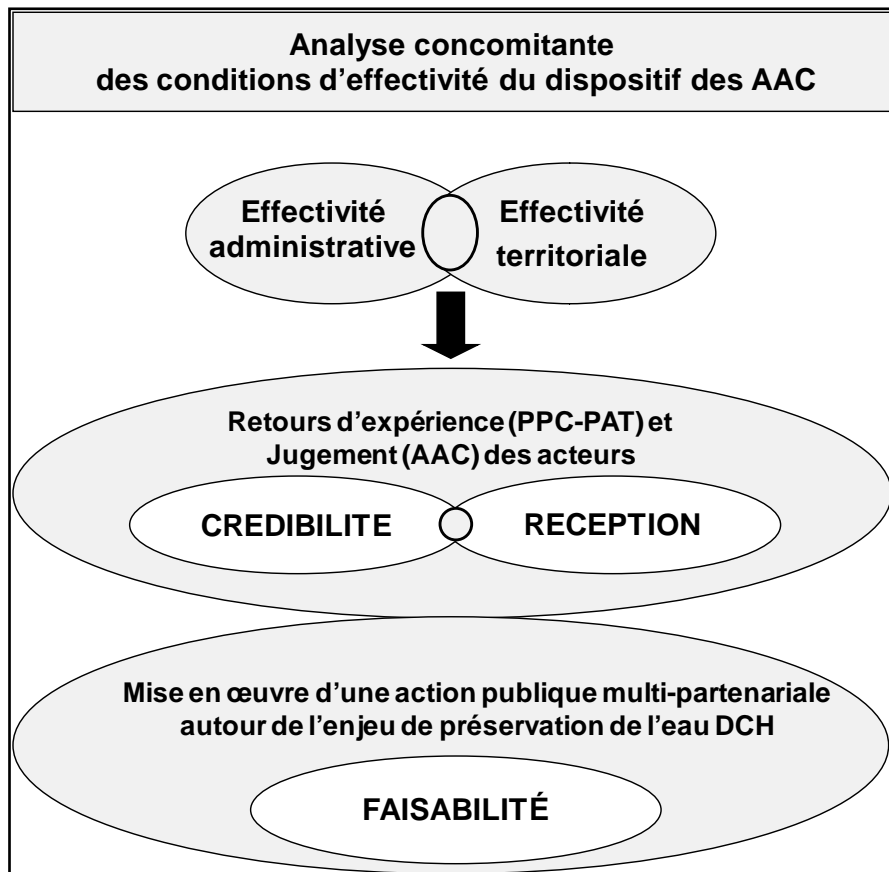 Analyse concomitante
des conditions d’effectivité du dispositif des AAC
Effectivité
administrative
Effectivité
territoriale
Retours d’expérience (PPC-PAT) et
Jugement (AAC) des acteurs
CREDIBILITE
RECEPTION
Mise en œuvre d’une action publique multi-partenariale
autour de l’enjeu de préservation de l’eau DCH
FAISABILITÉ